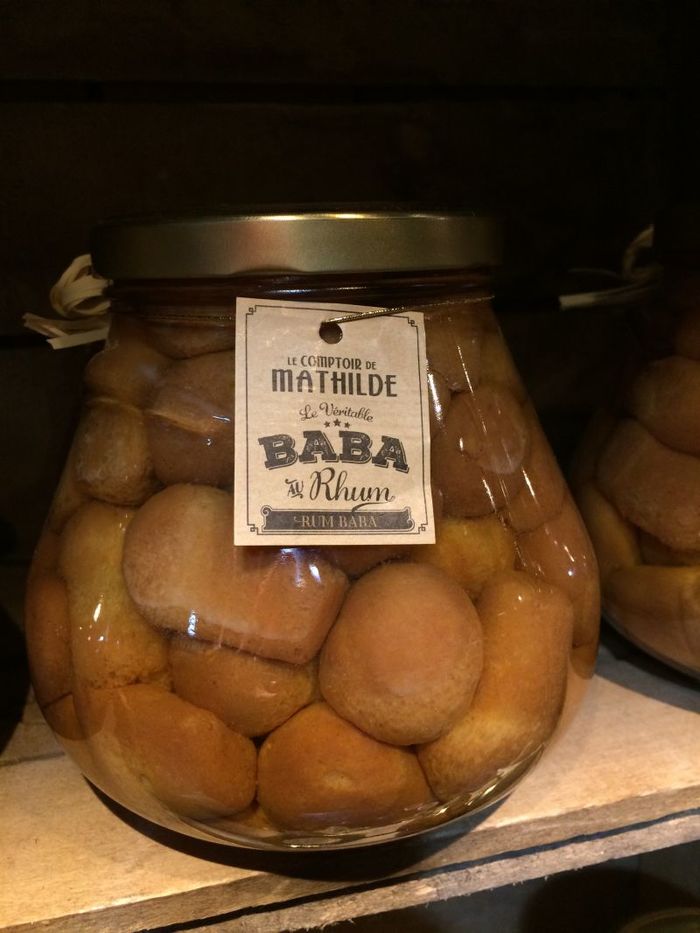 LE COMPTOIR DE
MATHILDE
Le Véritable
BABA
AU Rhum
RUM BABA